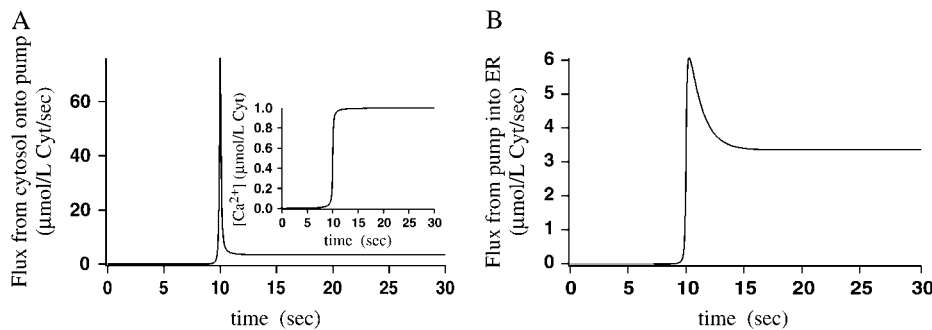 A
Flux from cytosol onto pump
(μmol/L Cyt/sec)
60
40
20
0
0 5 10 15 20 25 30
time (sec)
[Ca2+] (μmol/L Cyt)
1.0
0.8
0.6
0.4
0.2
0.0
0 5 10 15 20 25 30
time (sec)
B
Flux from pump into ER
(μmol/L Cyt/sec)
6
5
4
3
2
1
0
0 5 10 15 20 25 30
time (sec)